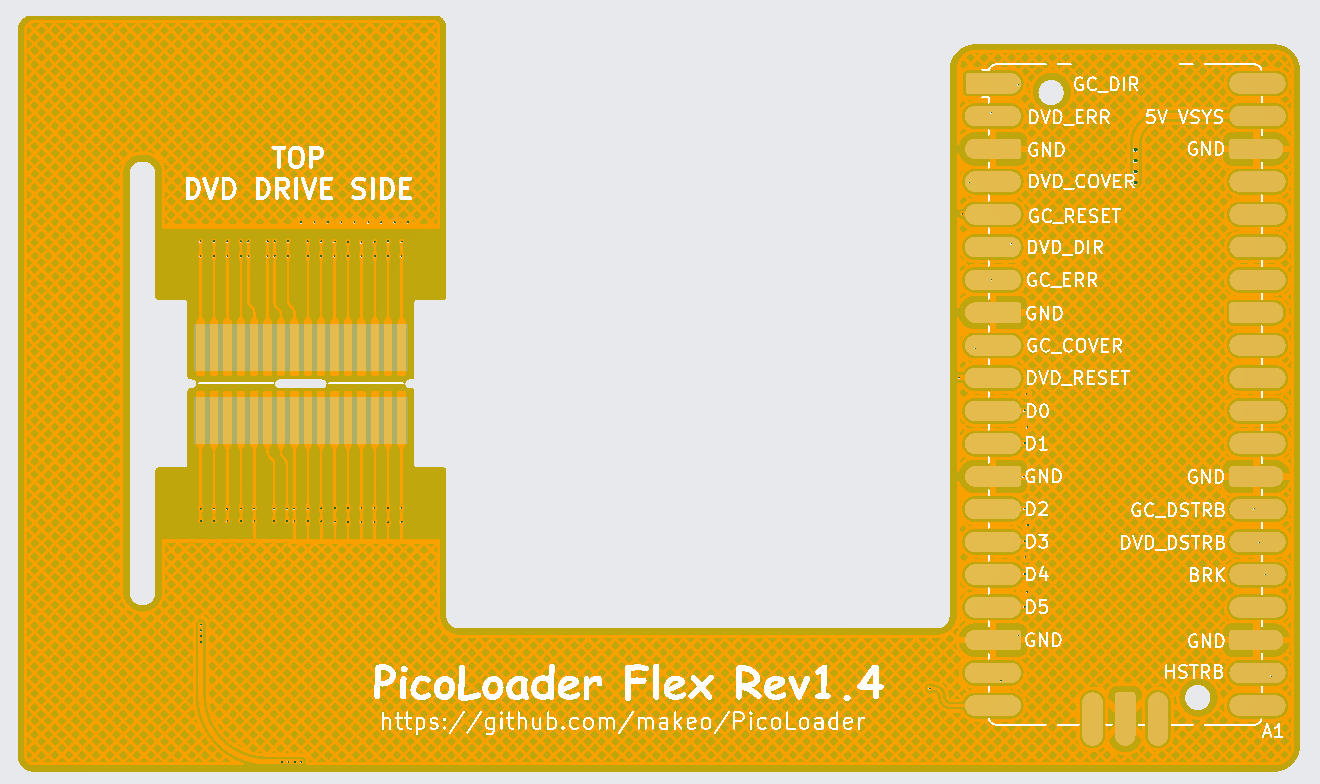 TOP
DVD DRIVE SIDE
GC_DIR
DVD_ERR
5V VSYS
GND
GND
DVD_COVER
GC_RESET
DVD_DIR
GC_ERR
GND
GC_COVER
DVD_RESET
D0
D1
GND
GND
D2
GC_DSTRB
D3
DVD_DSTRB
D4
BRK
D5
GND
GND
HSTRB
PicoLoader Flex Rev1.4
https://github.com/makeo/PicoLoader
A1